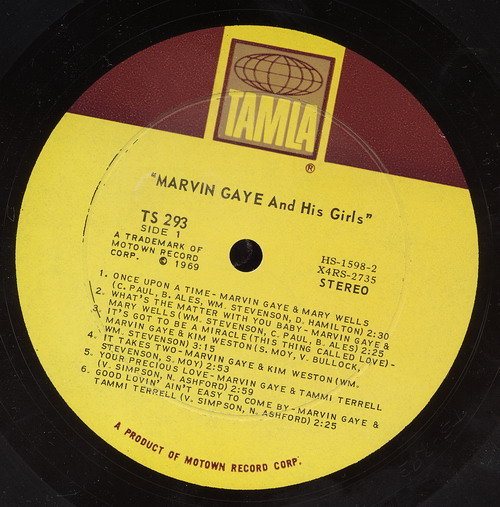 TAMLA
®
"MARVIN GAYE And His Girls"
TS 293
SIDE 1
A TRADEMARK OF
MOTOWN RECORD
CORP. © 1969
HS-1598-2
X4RS-2735
STEREO
1. ONCE UPON A TIME-MARVIN GAYE & MARY WELLS
(C. PAUL, B. ALES, WM. STEVENSON, D. HAMILTON) 2:30
2. WHAT'S THE MATTER WITH YOU BABY-MARVIN GAYE &
MARY WELLS (WM. STEVENSON, C. PAUL, B. ALES) 2:25
3. IT'S GOT TO BE A MIRACLE (THIS THING CALLED LOVE)-
MARVIN GAYE & KIM WESTON (S. MOY, V. BULLOCK,
WM. STEVENSON) 3:15
4. IT TAKES TWO-MARVIN GAYE & KIM WESTON (WM.
STEVENSON, S. MOY) 2:53
5. YOUR PRECIOUS LOVE-MARVIN GAYE & TAMMI TERRELL
(V. SIMPSON, N. ASHFORD) 2:59
6. GOOD LOVIN' AIN'T EASY TO COME BY-MARVIN GAYE &
TAMMI TERRELL (V. SIMPSON, N. ASHFORD) 2:25
A PRODUCT OF MOTOWN RECORD CORP.